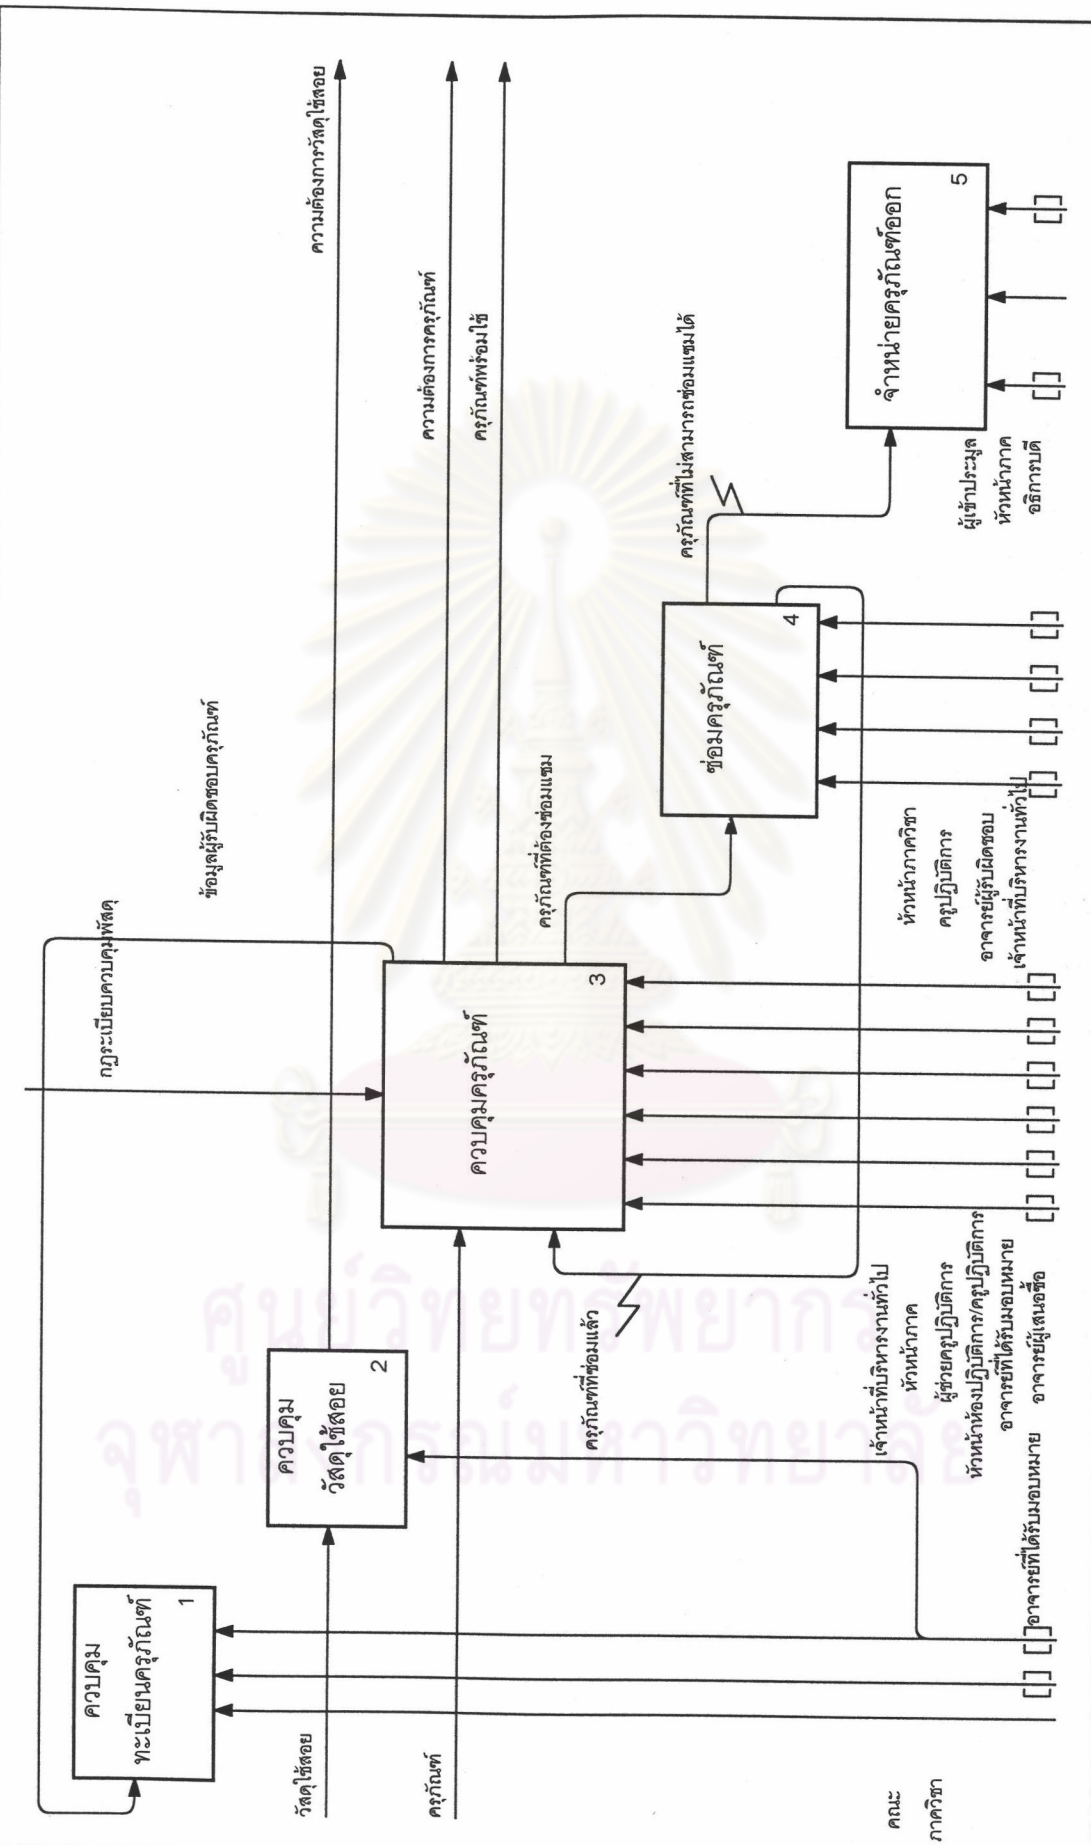 กฎระเบียบควบคุมพัสดุ
ข้อมูลผู้รับผิดชอบครุภัณฑ์
ควบคุม
ทะเบียนครุภัณฑ์
1
วัสดุใช้สอย
ควบคุม
วัสดุใช้สอย
2
ความต้องการวัสดุใช้สอย
ครุภัณฑ์
ควบคุมครุภัณฑ์
3
ความต้องการครุภัณฑ์
ครุภัณฑ์พร้อมใช้
ครุภัณฑ์ที่ต้องซ่อมแซม
ครุภัณฑ์ที่ซ่อมแล้ว
ซ่อมครุภัณฑ์
4
ครุภัณฑ์ที่ไม่สามารถซ่อมแซมได้
จำหน่ายครุภัณฑ์ออก
5
คณะ
ภาควิชา
อาจารย์ที่ได้รับมอบหมาย
เจ้าหน้าที่บริหารงานทั่วไป
หัวหน้าภาค
ผู้ช่วยครูปฏิบัติการ
หัวหน้าห้องปฏิบัติการ/ครูปฏิบัติการ
อาจารย์ที่ได้รับมอบหมาย
อาจารย์ผู้เสนอซื้อ
หัวหน้าภาควิชา
ครูปฏิบัติการ
อาจารย์ผู้รับผิดชอบ
เจ้าหน้าที่บริหารงานทั่วไป
ผู้เข้าประมูล
หัวหน้าภาค
อธิการบดี
ศูนย์วิทยทรัพยากร
จุฬาลงกรณ์มหาวิทยาลัย